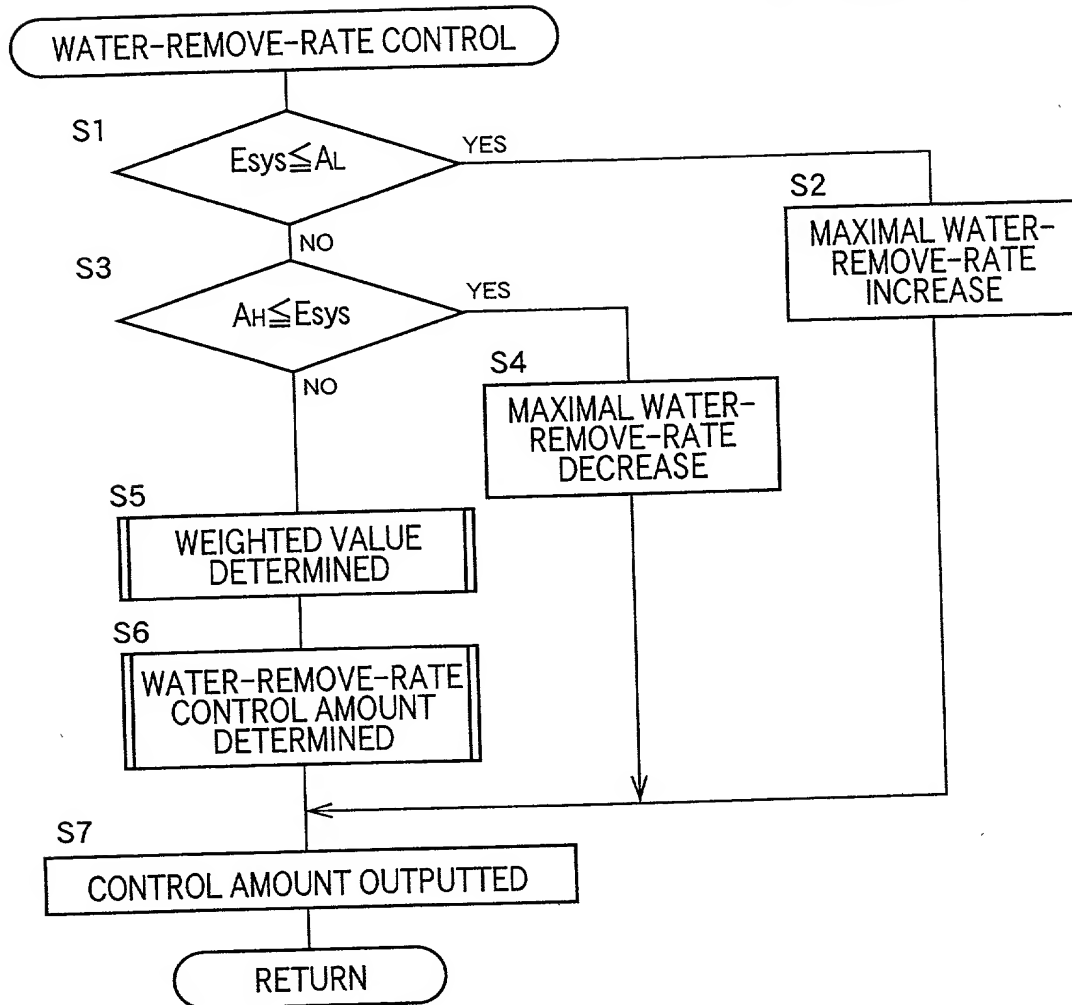 WATER-REMOVE-RATE CONTROL
S1
Esys≦AL
YES
NO
S2
MAXIMAL WATER-
REMOVE-RATE
INCREASE
S3
AH≦Esys
YES
NO
S4
MAXIMAL WATER-
REMOVE-RATE
DECREASE
S5
WEIGHTED VALUE
DETERMINED
S6
WATER-REMOVE-RATE
CONTROL AMOUNT
DETERMINED
S7
CONTROL AMOUNT OUTPUTTED
RETURN